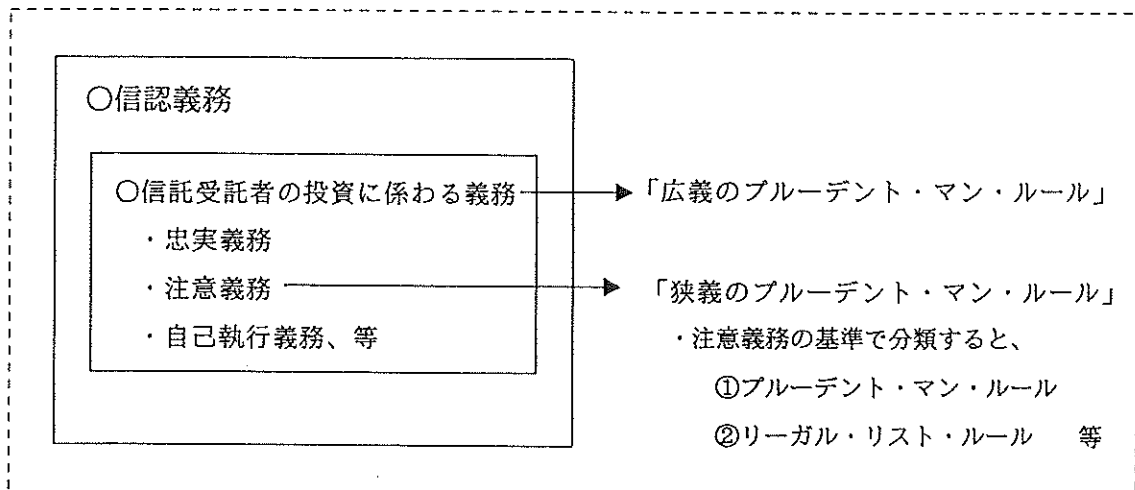 〇信認義務
〇信託受託者の投資に係わる義務
「広義のプルーデント・マン・ルール」
・忠実義務
・注意義務
「狭義のプルーデント・マン・ルール」
・自己執行義務、等
・注意義務の基準で分類すると、
①プルーデント・マン・ルール
②リーガル・リスト・ルール　等